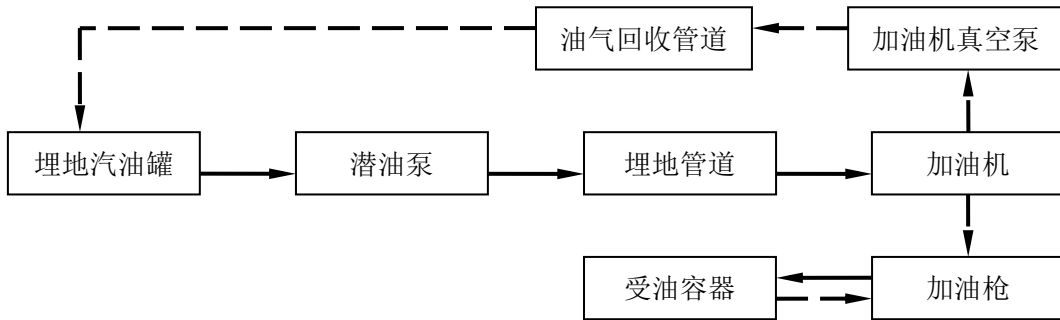 油气回收管道
加油机真空泵
埋地汽油罐
潜油泵
埋地管道
加油机
受油容器
加油枪